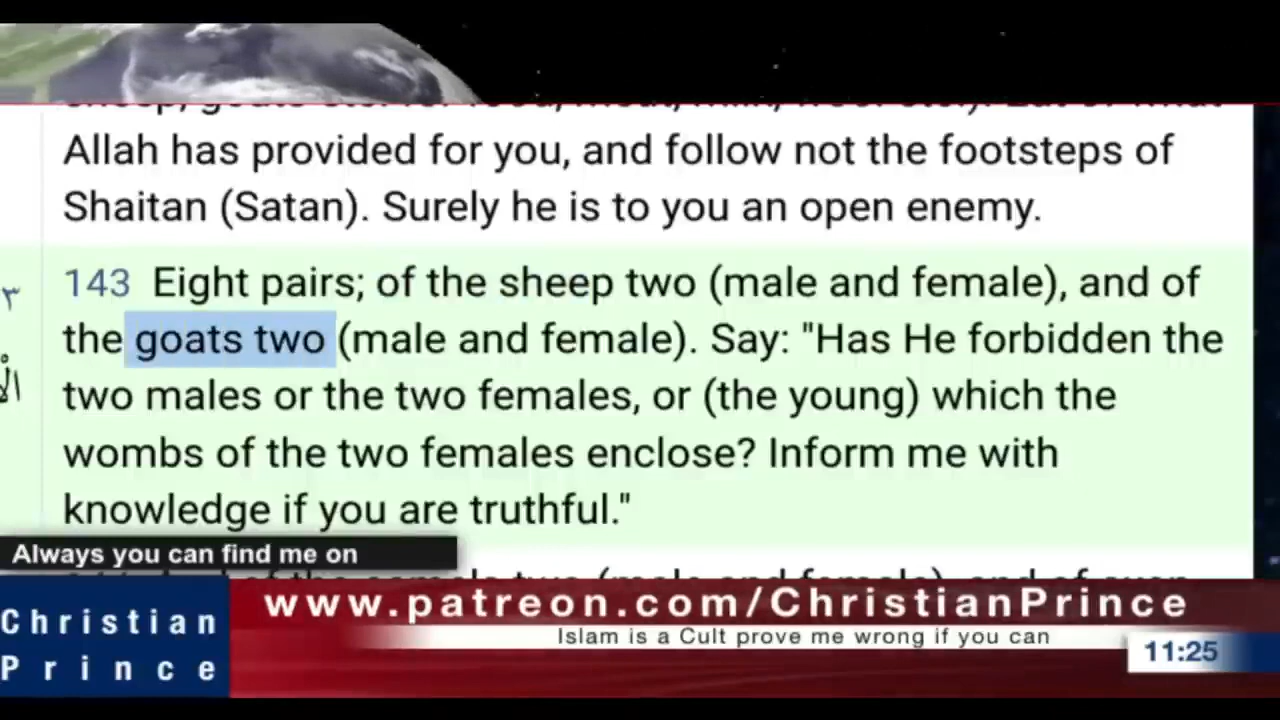 Allah has provided for you, and follow not the footsteps of
Shaitan (Satan). Surely he is to you an open enemy.
143 Eight pairs; of the sheep two (male and female), and of
the goats two (male and female). Say: "Has He forbidden the
two males or the two females, or (the young) which the
wombs of the two females enclose? Inform me with
knowledge if you are truthful."
Always you can find me on
www.patreon.com/ChristianPrince
Islam is a Cult prove me wrong if you can
Christian
Prince
11:25